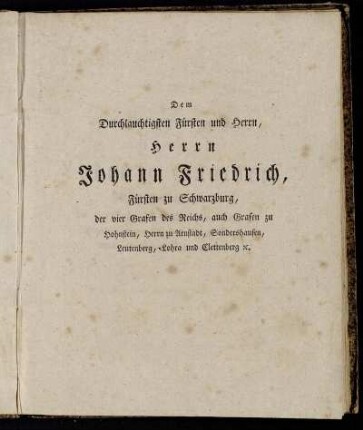 Dem
Durchlauchtigsten Fürsten und Herrn,
Herrn
Johann Friedrich,
Fürsten zu Schwarzburg,
der vier Grafen des Reichs, auch Grafen zu
Hohnstein, Herrn zu Arnstadt, Sondershausen,
Leutenberg, Lohra und Clettenberg ꝛc.